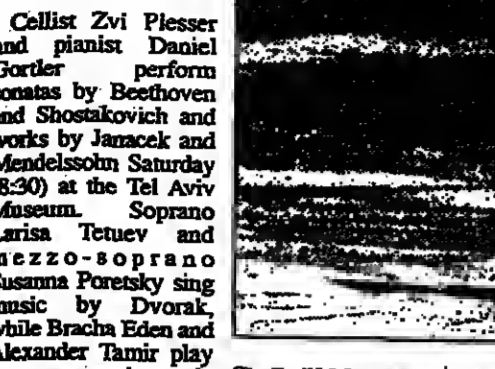 Cellist Zvi Plesser
and pianist Daniel
Gortler perform
sonatas by Beethoven
and Shostakovich and
works by Janacek and
Mendelssohn Saturday
(8:30) at the Tel Aviv
Museum. Soprano
Larisa Tetuev and
mezzo-soprano
Susanna Poretsky sing
music by Dvorak,
while Bracha Eden and
Alexander Tamir play